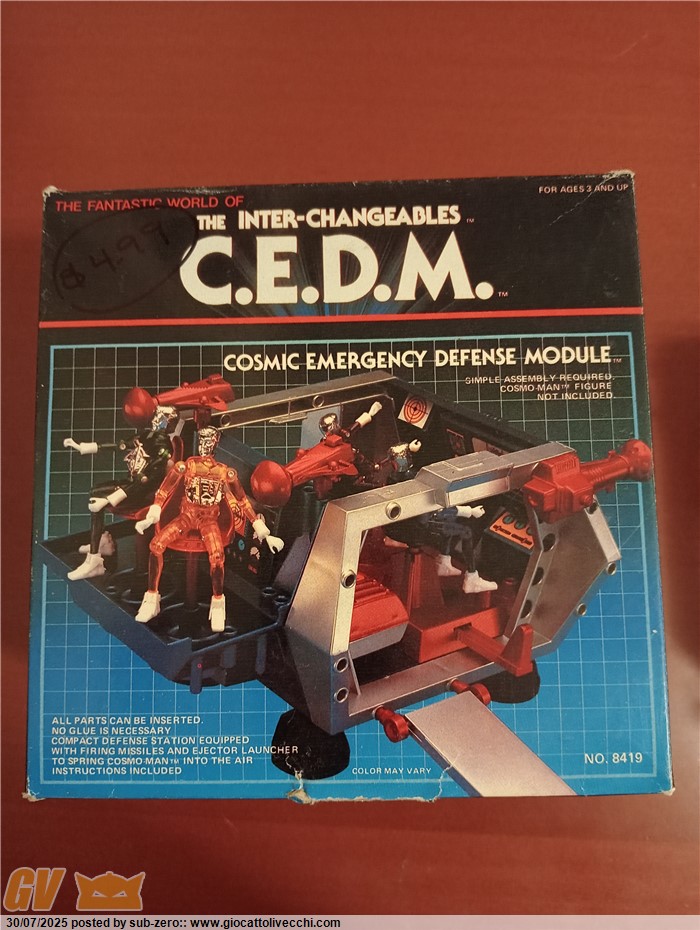 THE FANTASTIC WORLD OF
FOR AGES 3 AND UP
THE INTER-CHANGEABLES™
$4.99
C.E.D.M.™
COSMIC EMERGENCY DEFENSE MODULE™
SIMPLE ASSEMBLY REQUIRED.
COSMO-MAN™ FIGURE
NOT INCLUDED
ALL PARTS CAN BE INSERTED.
NO GLUE IS NECESSARY
COMPACT DEFENSE STATION EQUIPPED
WITH FIRING MISSILES AND EJECTOR LAUNCHER
TO SPRING COSMO-MAN™ INTO THE AIR
INSTRUCTIONS INCLUDED
COLOR MAY VARY
NO. 8419
GV
30/07/2025 posted by sub-zero:: www.giocattolivecchi.com